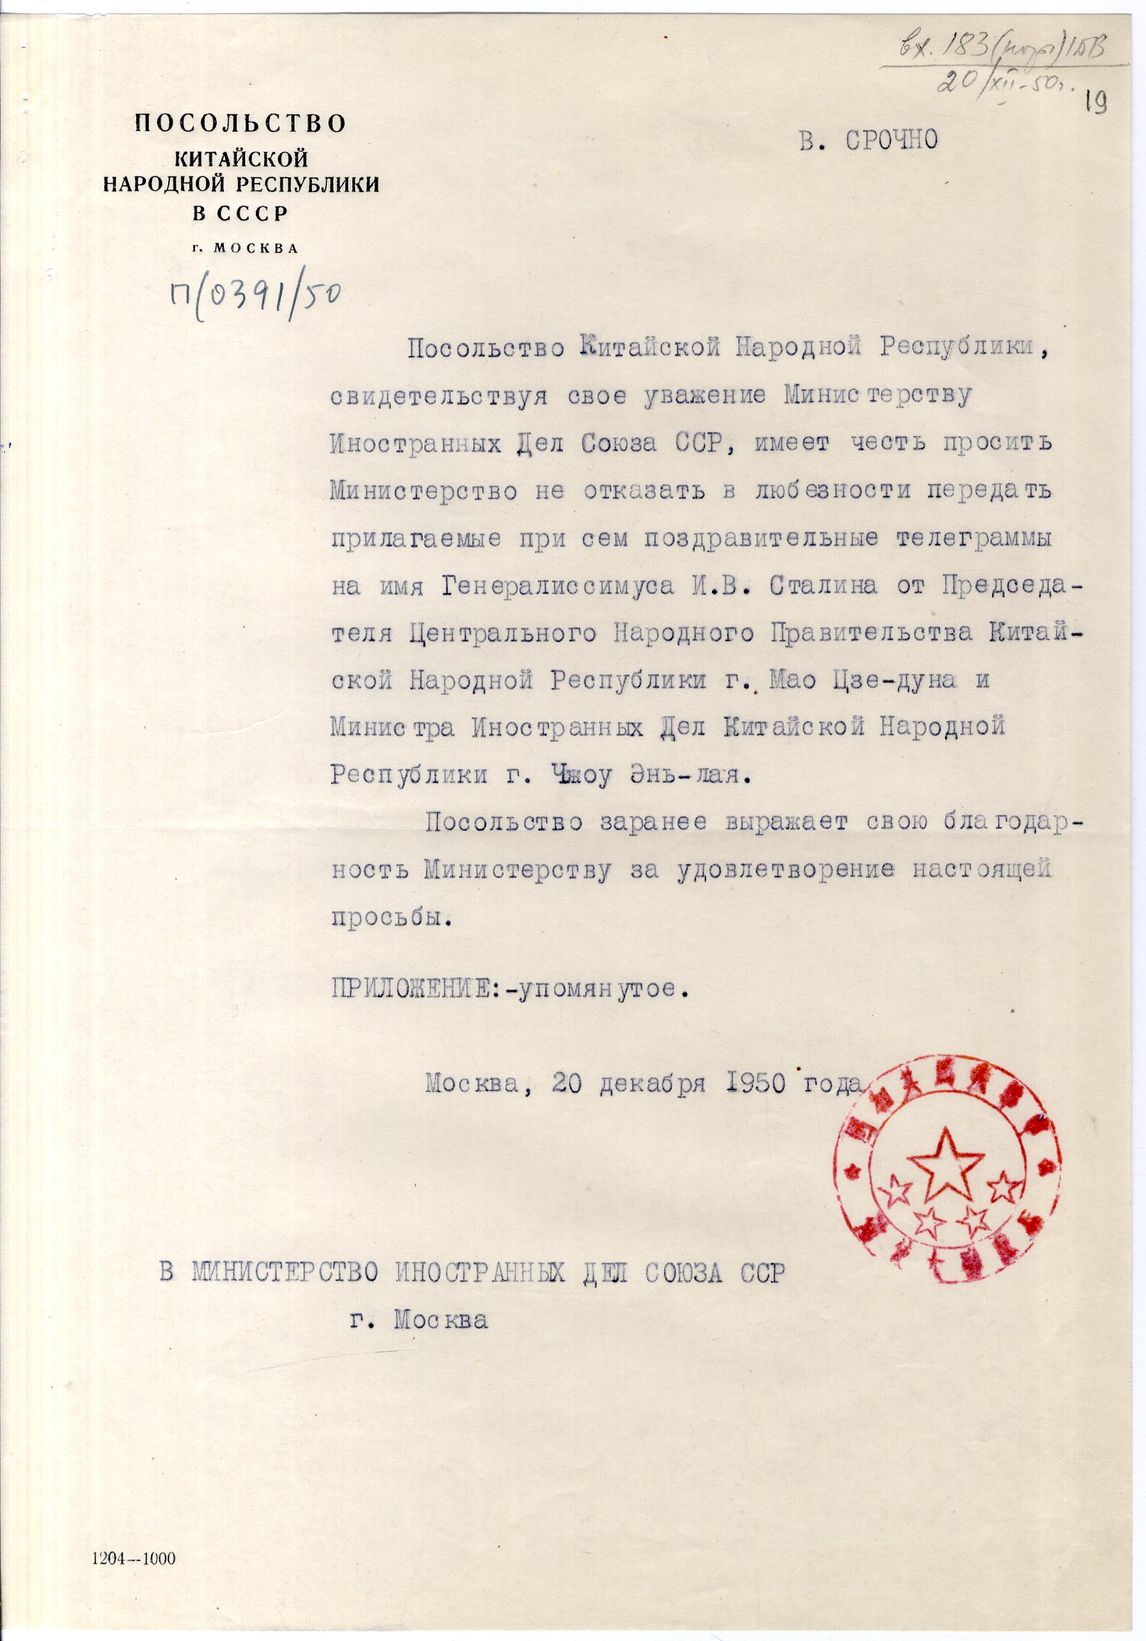 вх. 183
20/XII-50г.
19
ПОСОЛЬСТВО
КИТАЙСКОЙ
НАРОДНОЙ РЕСПУБЛИКИ
В СССР
г. МОСКВА
П/0391/50
В. СРОЧНО
Посольство Китайской Народной Республики,
свидетельствуя свое уважение Министерству
Иностранных Дел Союза ССР, имеет честь просить
Министерство не отказать в любезности передать
прилагаемые при сем поздравительные телеграммы
на имя Генералиссимуса И.В. Сталина от Председа-
теля Центрального Народного Правительства Китай-
ской Народной Республики г. Мао Цзе-дуна и
Министра Иностранных Дел Китайской Народной
Республики г. Чжоу Энь-лая.
Посольство заранее выражает свою благодар-
ность Министерству за удовлетворение настоящей
просьбы.
ПРИЛОЖЕНИЕ:-упомянутое.
Москва, 20 декабря 1950 года
В МИНИСТЕРСТВО ИНОСТРАННЫХ ДЕЛ СОЮЗА ССР
г. Москва
1204--1000